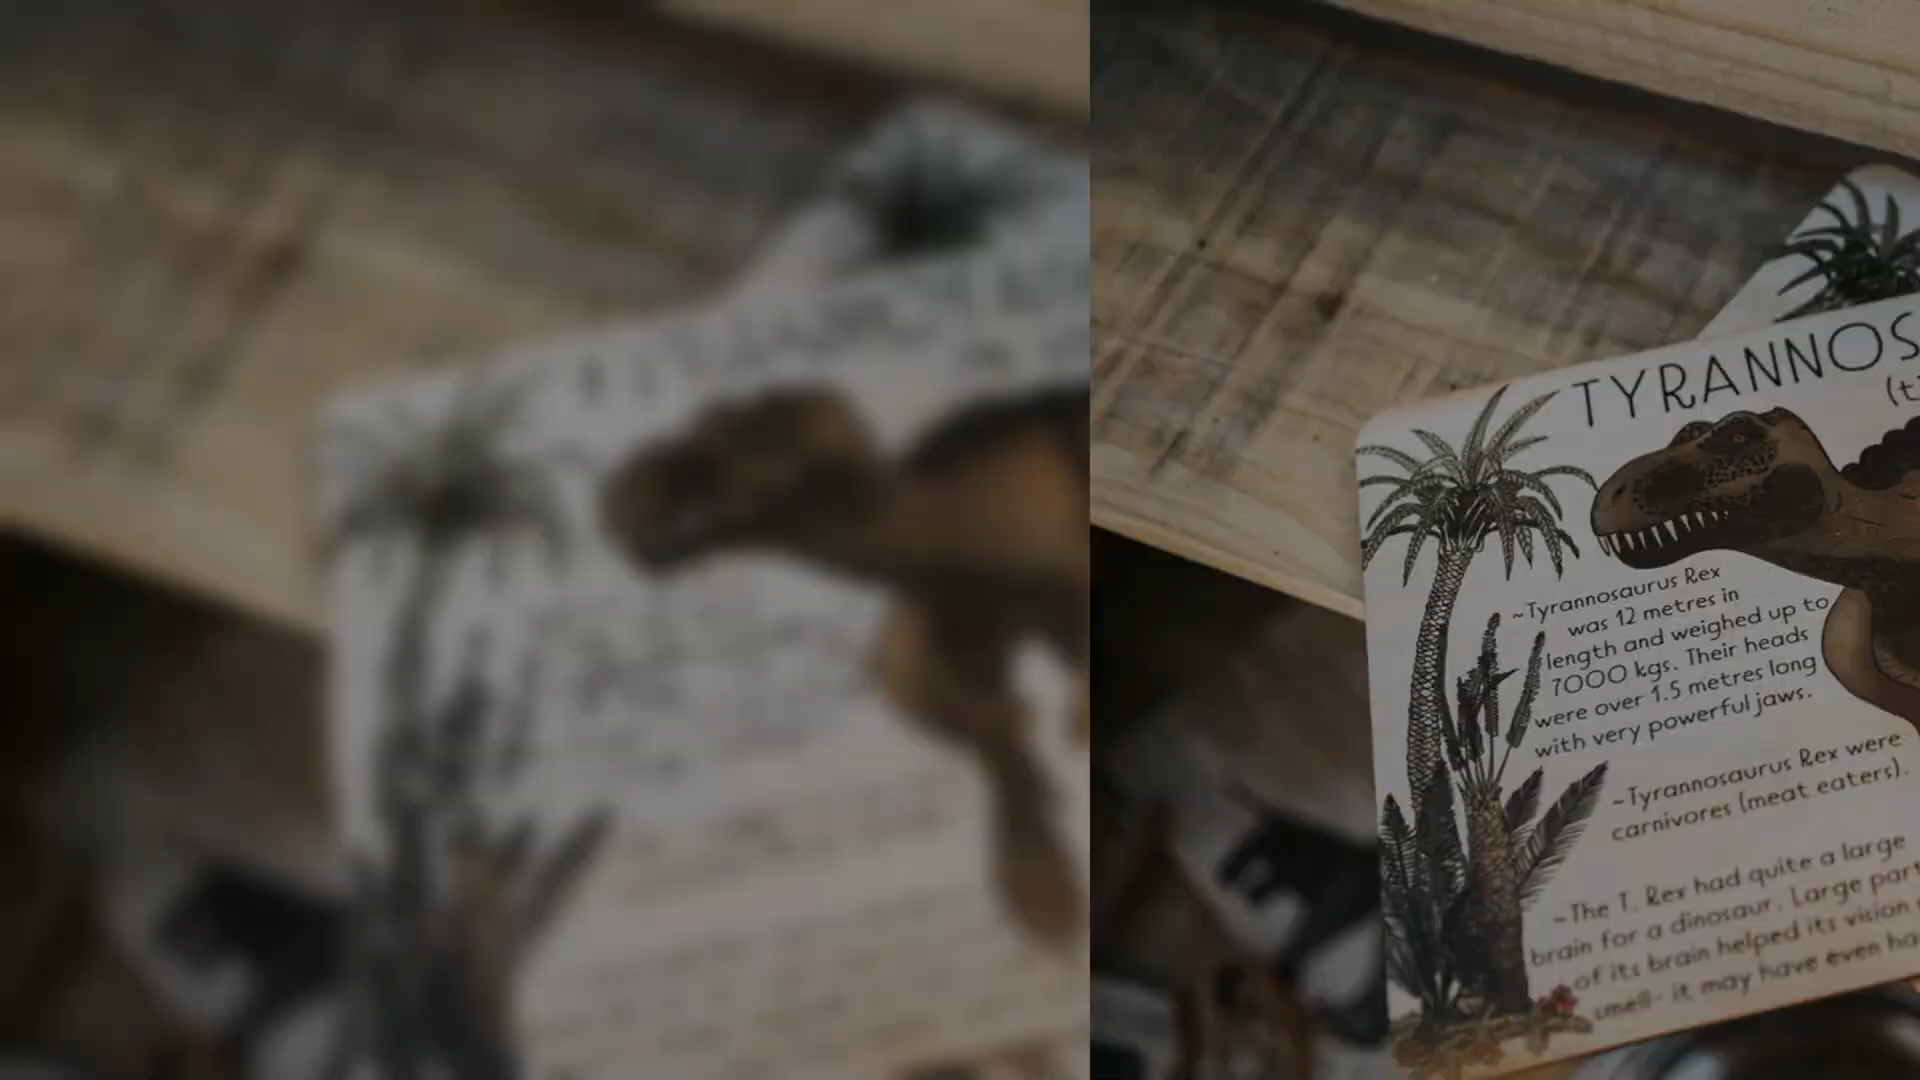 TYRANNOS
(t
~Tyrannosaurus Rex
was 12 metres in
length and weighed up to
7000 kgs. Their heads
were over 1.5 metres long
with very powerful jaws.
~Tyrannosaurus Rex were
carnivores (meat eaters).
~The T. Rex had quite a large
brain for a dinosaur. Large part
of its brain helped its vision
smell- it may have even ha